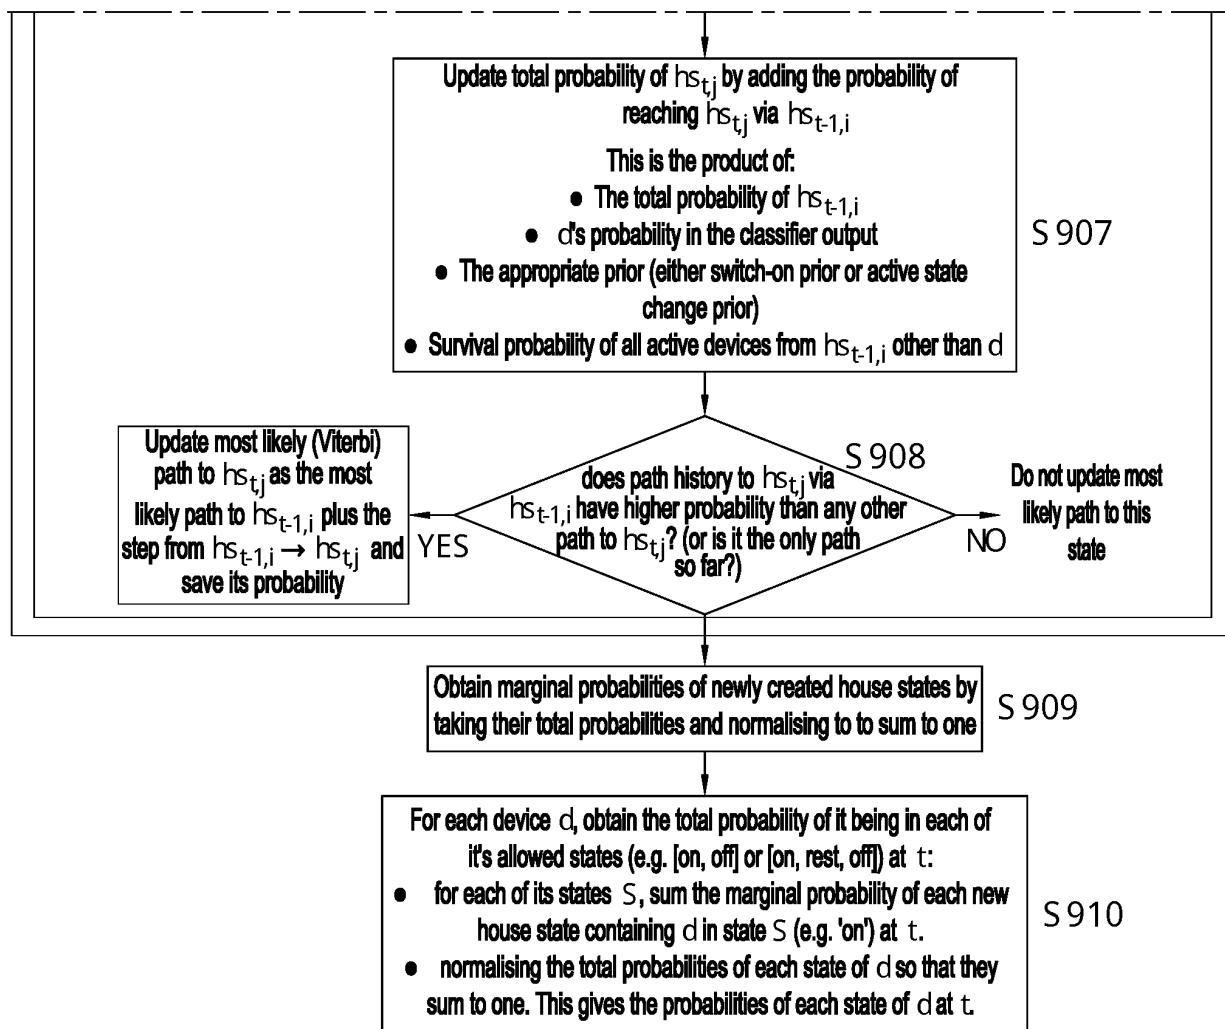 Update total probability of hs_{t,j} by adding the probability of
reaching hs_{t,j} via hs_{t-1,i}
This is the product of:
● The total probability of hs_{t-1,i}
● d's probability in the classifier output
● The appropriate prior (either switch-on prior or active state
change prior)
● Survival probability of all active devices from hs_{t-1,i} other than d
S907
Update most likely (Viterbi)
path to hs_{t,j} as the most
likely path to hs_{t-1,i} plus the
step from hs_{t-1,i} → hs_{t,j} and
save its probability
YES
S908
does path history to hs_{t,j} via
hs_{t-1,i} have higher probability than any other
path to hs_{t,j}? (or is it the only path
so far?)
NO
Do not update most
likely path to this
state
Obtain marginal probabilities of newly created house states by
taking their total probabilities and normalising to to sum to one
S909
For each device d, obtain the total probability of it being in each of
it's allowed states (e.g. [on, off] or [on, rest, off]) at t:
● for each of its states S, sum the marginal probability of each new
house state containing d in state S (e.g. 'on') at t.
● normalising the total probabilities of each state of d so that they
sum to one. This gives the probabilities of each state of d at t.
S910